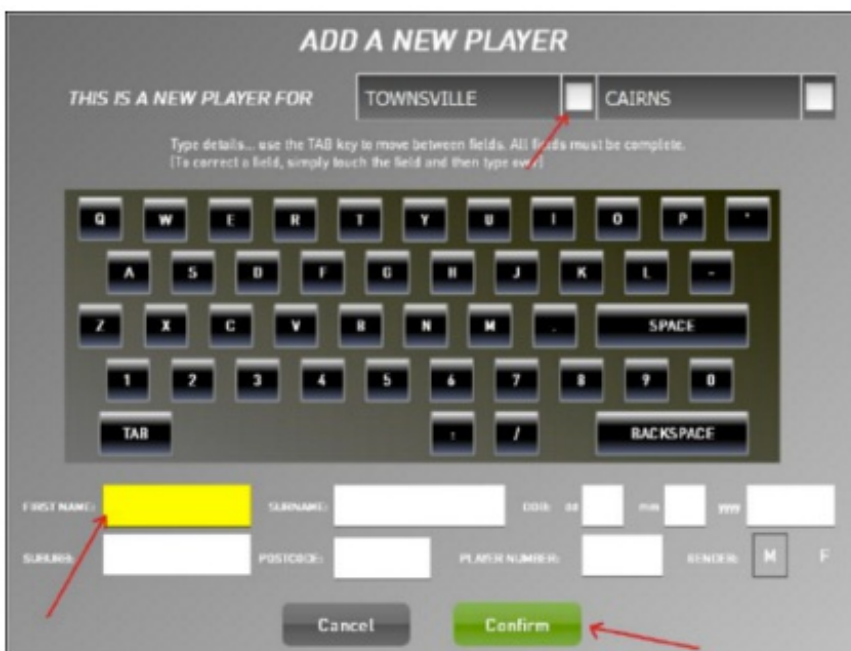 ADD A NEW PLAYER
THIS IS A NEW PLAYER FOR TOWNSVILLE CAIRNS
Type details... use the TAB key to move between fields. All fields must be complete.
[To correct a field, simply touch the field and then type over]
Q W E R T Y U I O P '
A S D F G H J K L -
Z X C V B N M . SPACE
1 2 3 4 5 6 7 8 9 0
TAB : / BACKSPACE
FIRST NAME: SURNAME: DOB: dd mm yyyy
SUBURB: POSTCODE: PLAYER NUMBER: GENDER: M F
Cancel Confirm